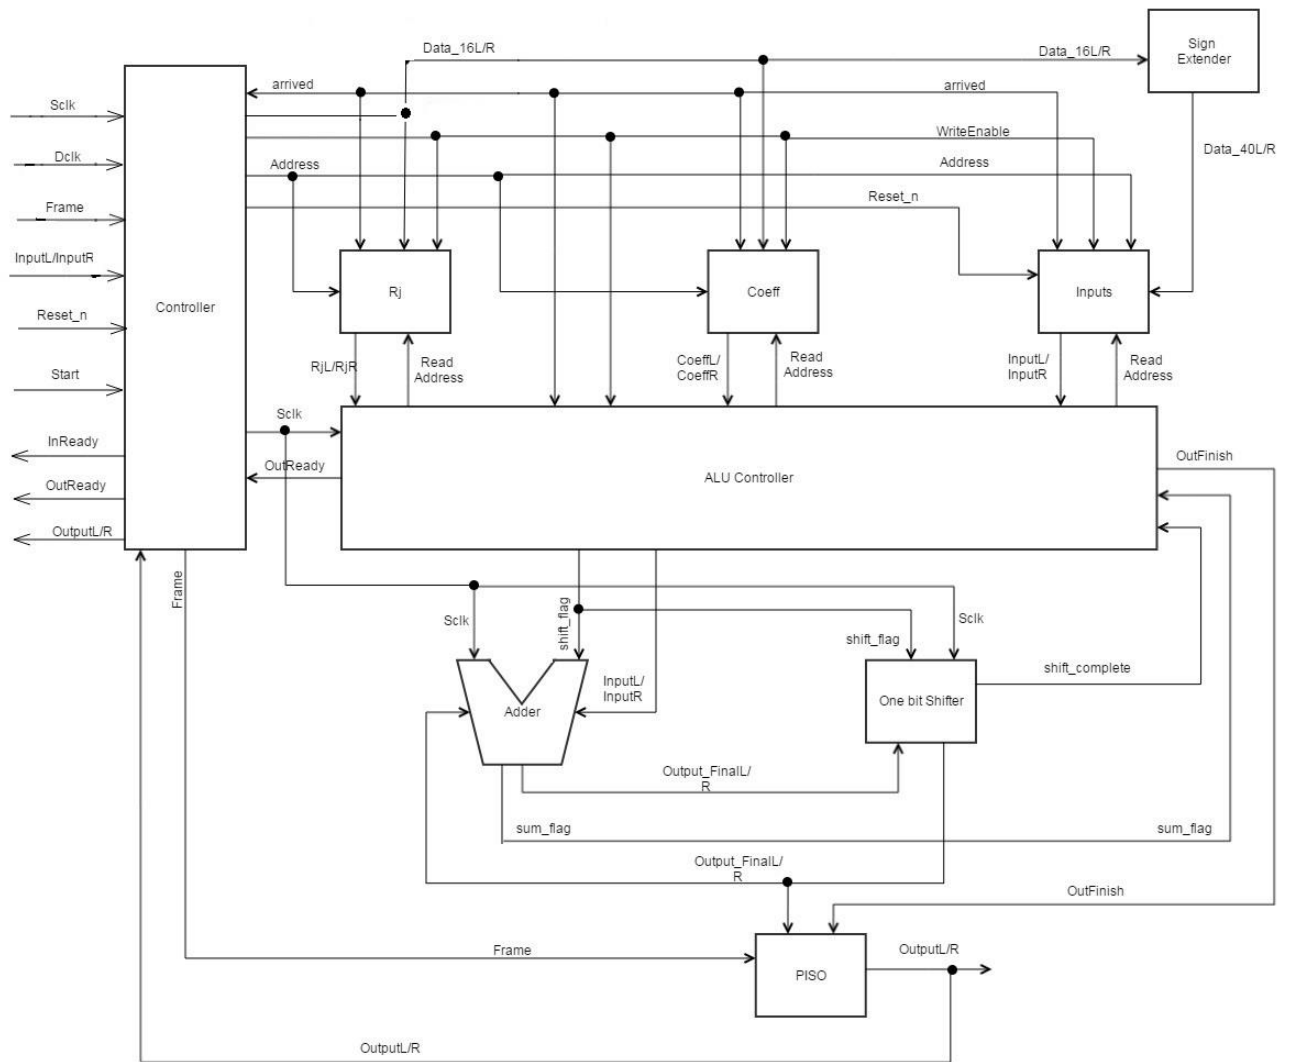 Data_16L/R
Data_16L/R
Sign
Extender
arrived
arrived
Sclk
WriteEnable
Dclk
Address
Address
Data_40L/R
Reset_n
Frame
InputL/InputR
Rj
Coeff
Inputs
Controller
Reset_n
RjL/RjR
Read
Address
CoeffL/
CoeffR
Read
Address
InputL/
InputR
Read
Address
Start
Sclk
InReady
OutReady
OutFinish
ALU Controller
OutReady
OutputL/R
Frame
shift_flag
Sclk
Sclk
shift_flag
shift_complete
InputL/
InputR
Adder
One bit Shifter
Output_FinalL/
R
sum_flag
sum_flag
Output_FinalL/
R
OutFinish
Frame
OutputL/R
PISO
OutputL/R